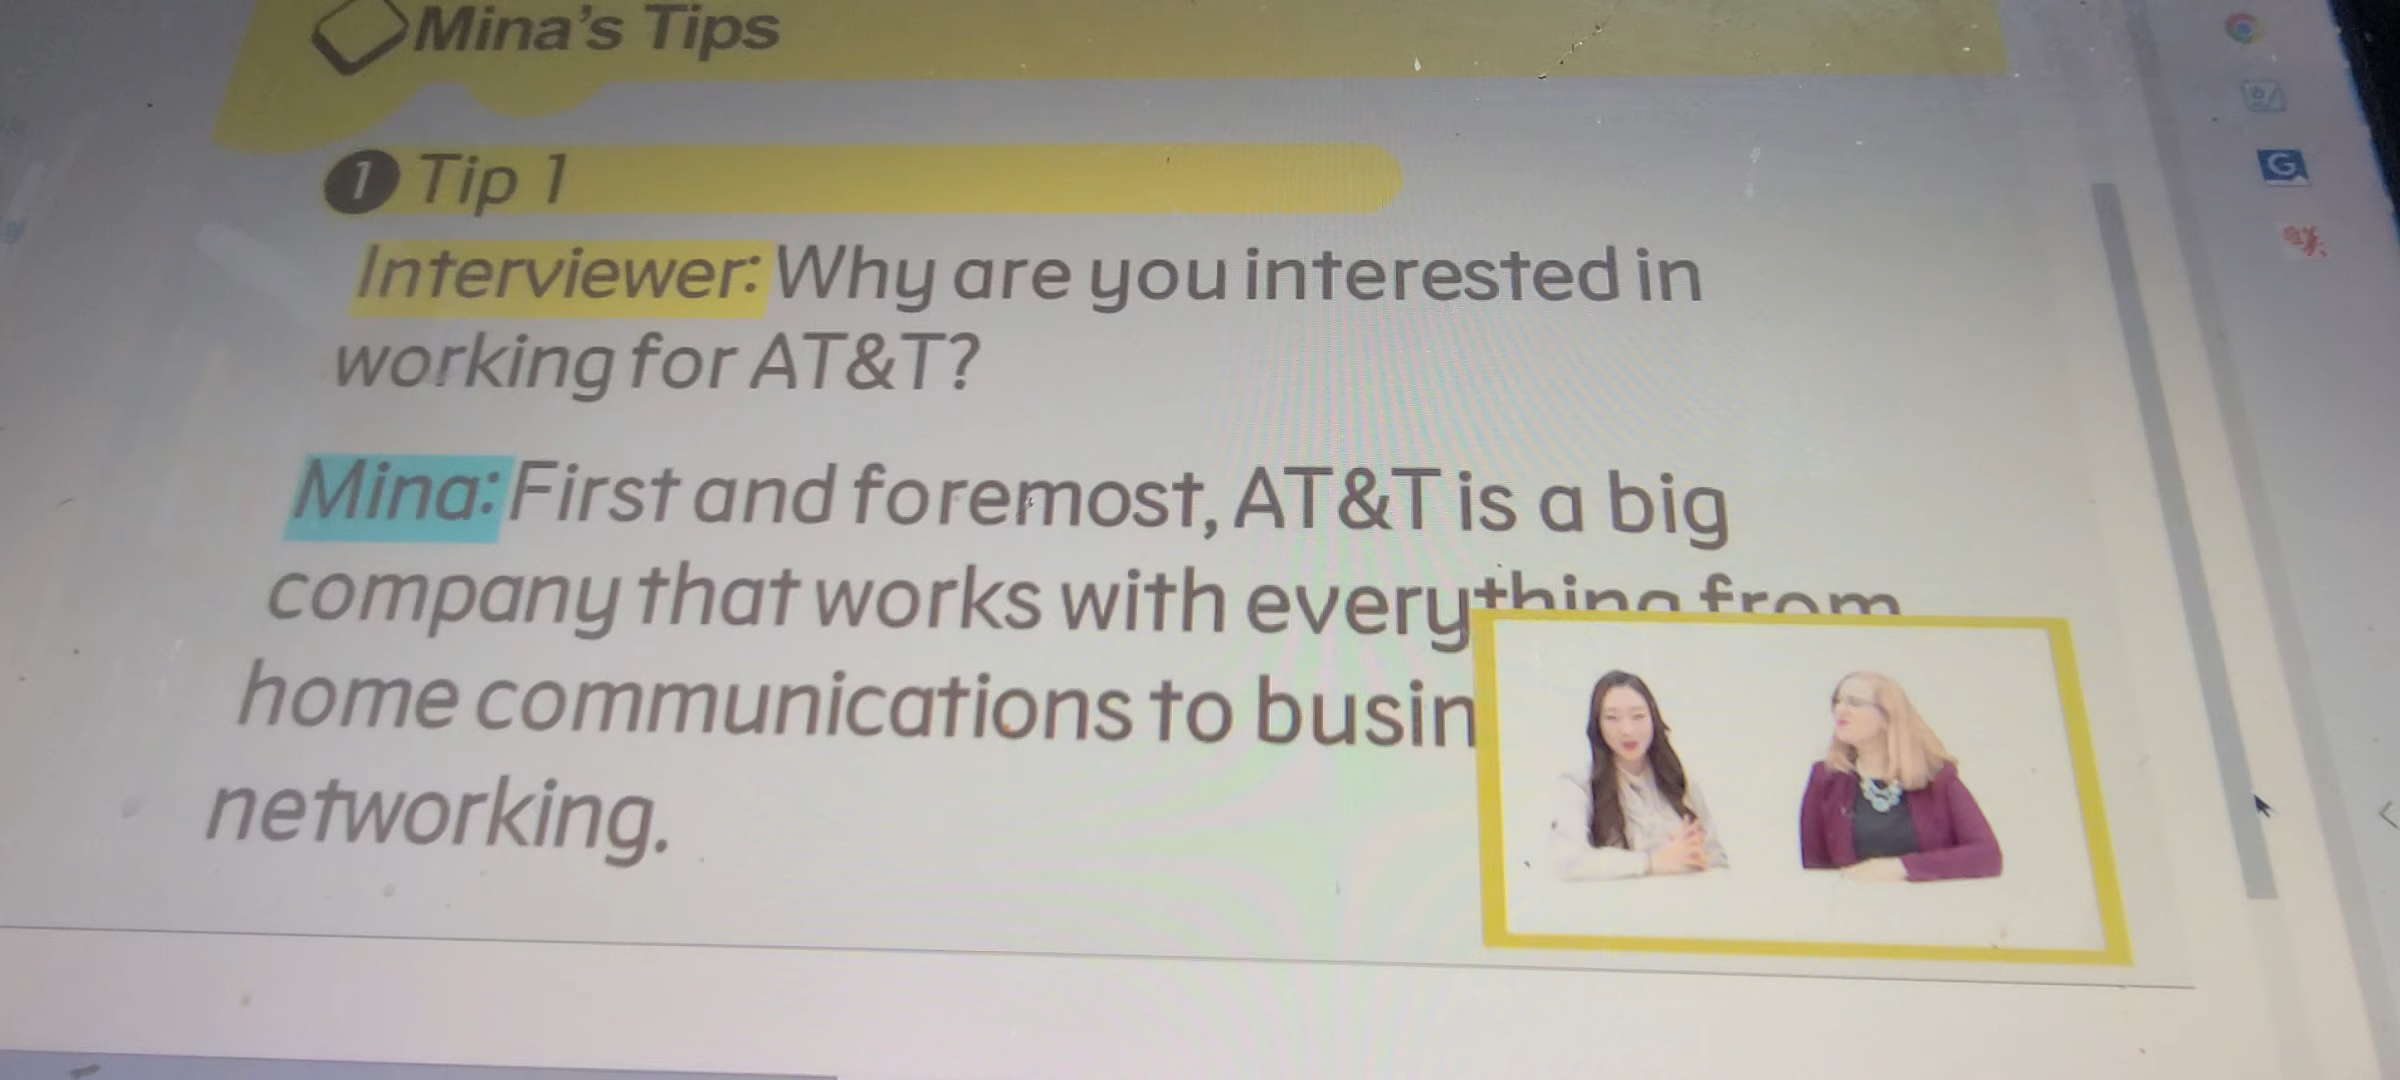 Mina's Tips
1 Tip 1
Interviewer: Why are you interested in
working for AT&T?
Mina: First and foremost, AT&T is a big
company that works with everything from
home communications to busin
networking.